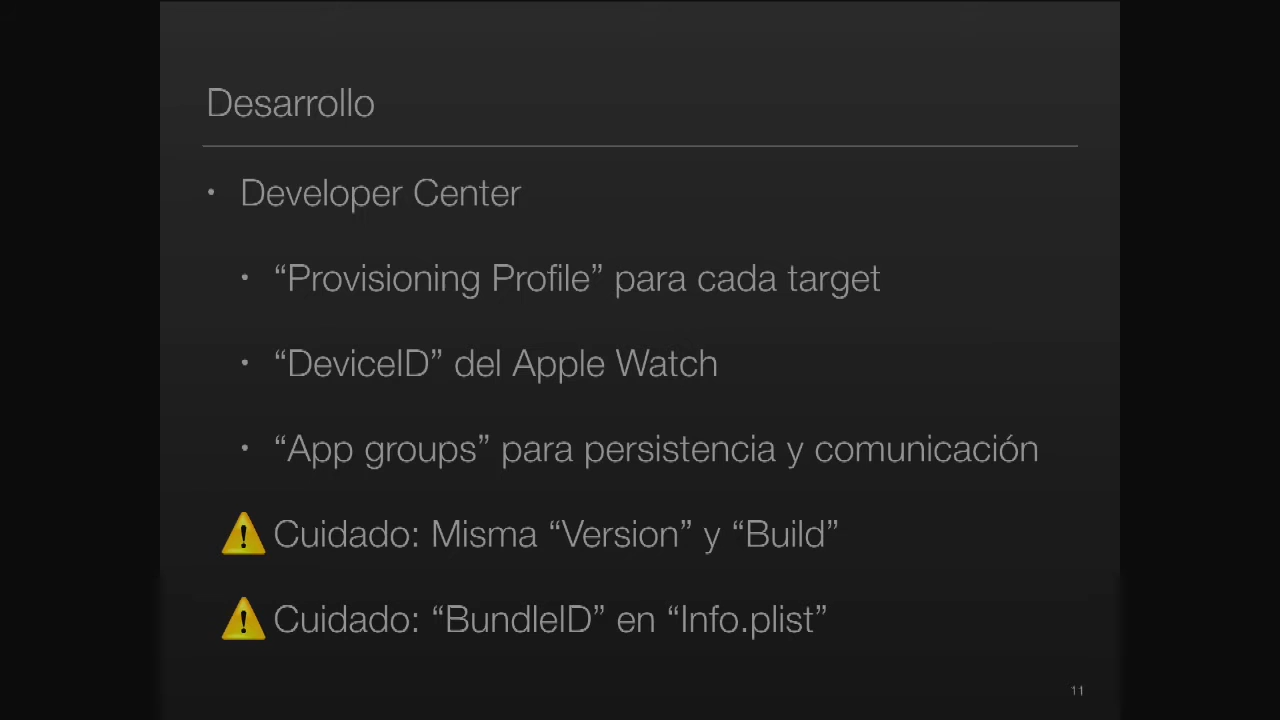 Desarrollo
• Developer Center
• “Provisioning Profile” para cada target
• “DeviceID” del Apple Watch
• “App groups” para persistencia y comunicación
⚠️ Cuidado: Misma “Version” y “Build”
⚠️ Cuidado: “BundleID” en “Info.plist”
11